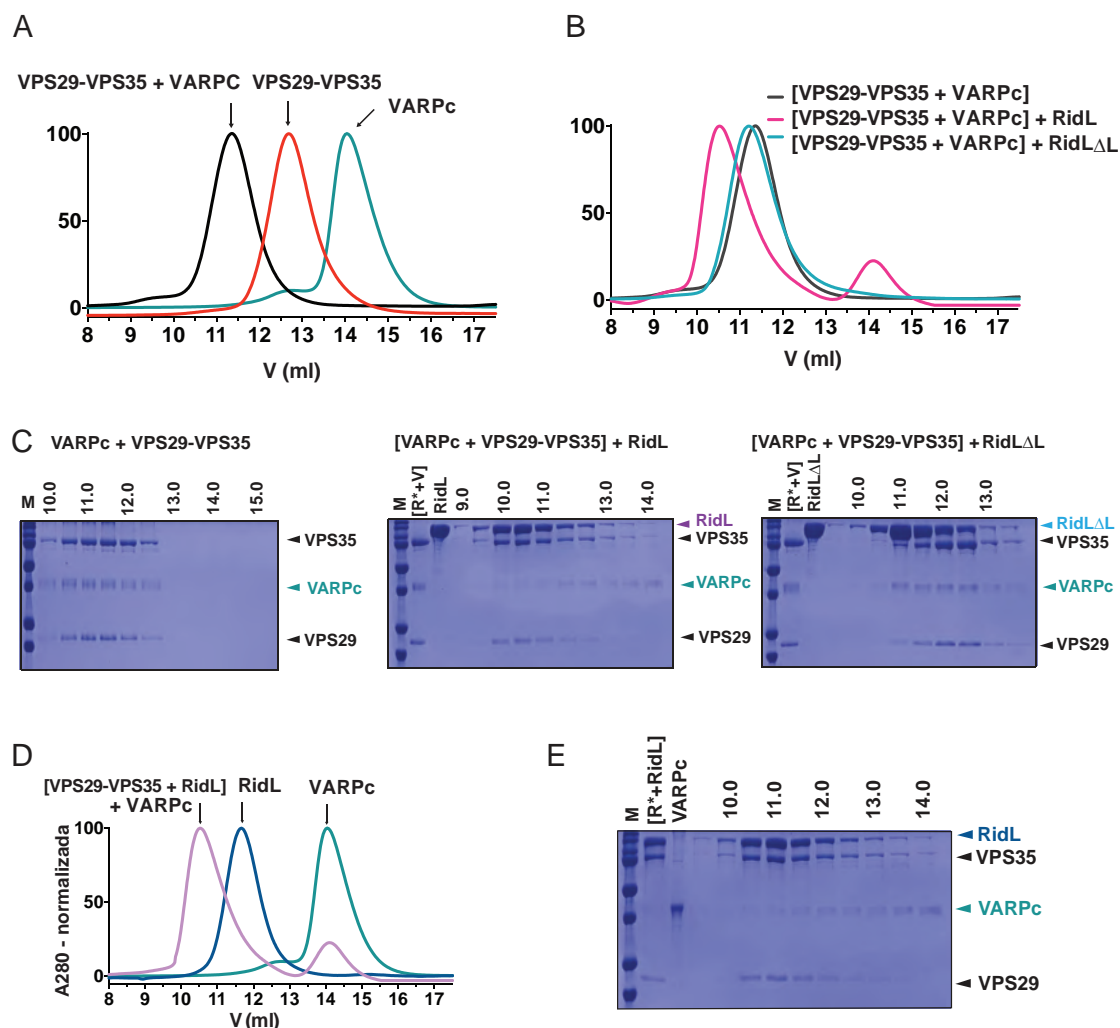 A
VPS29-VPS35 + VARPC
VPS29-VPS35
VARPc
100
50
0
8 9 10 11 12 13 14 15 16 17
V (ml)
B
[VPS29-VPS35 + VARPc]
[VPS29-VPS35 + VARPc] + RidL
[VPS29-VPS35 + VARPc] + RidLΔL
100
50
0
8 9 10 11 12 13 14 15 16 17
V (ml)
C
VARPc + VPS29-VPS35
M 10.0 11.0 12.0 13.0 14.0 15.0
VPS35
VARPc
VPS29
[VARPc + VPS29-VPS35] + RidL
M [R*+V] RidL 9.0 10.0 11.0 13.0 14.0
RidL
VPS35
VARPc
VPS29
[VARPc + VPS29-VPS35] + RidLΔL
M [R*+V] RidLΔL 10.0 11.0 12.0 13.0
RidLΔL
VPS35
VARPc
VPS29
D
[VPS29-VPS35 + RidL]
+ VARPc
RidL
VARPc
A280 - normalizada
100
50
0
8 9 10 11 12 13 14 15 16 17
V (ml)
E
M [R*+RidL] VARPc 10.0 11.0 12.0 13.0 14.0
RidL
VPS35
VARPc
VPS29